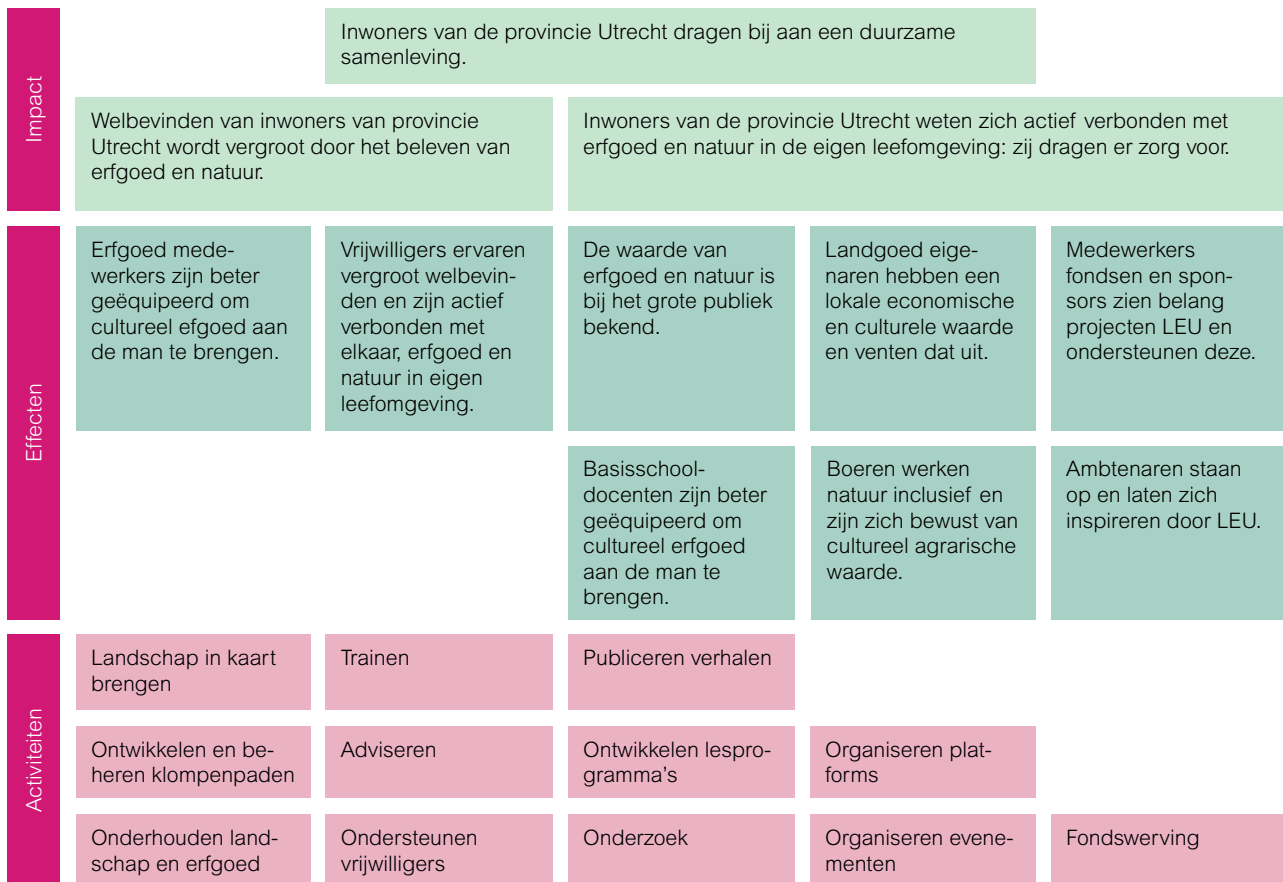 Impact
Inwoners van de provincie Utrecht dragen bij aan een duurzame
samenleving.
Welbevinden van inwoners van provincie
Utrecht wordt vergroot door het beleven van
erfgoed en natuur.
Inwoners van de provincie Utrecht weten zich actief verbonden met
erfgoed en natuur in de eigen leefomgeving: zij dragen er zorg voor.
Effecten
Erfgoed mede-
werkers zijn beter
geëquipeerd om
cultureel efgoed aan
de man te brengen.
Vrijwilligers ervaren
vergroot welbevin-
den en zijn actief
verbonden met
elkaar, erfgoed en
natuur in eigen
leefomgeving.
De waarde van
erfgoed en natuur is
bij het grote publiek
bekend.
Landgoed eige-
naren hebben een
lokale economische
en culturele waarde
en venten dat uit.
Medewerkers
fondsen en spon-
sors zien belang
projecten LEU en
ondersteunen deze.
Basisschool-
docenten zijn beter
geëquipeerd om
cultureel erfgoed
aan de man te
brengen.
Boeren werken
natuur inclusief en
zijn zich bewust van
cultureel agrarische
waarde.
Ambtenaren staan
op en laten zich
inspireren door LEU.
Activiteiten
Landschap in kaart
brengen
Trainen
Publiceren verhalen
Ontwikkelen en be-
heren klompenpaden
Adviseren
Ontwikkelen lespro-
gramma's
Organiseren plat-
forms
Onderhouden land-
schap en erfgoed
Ondersteunen
vrijwilligers
Onderzoek
Organiseren evene-
menten
Fondswerving